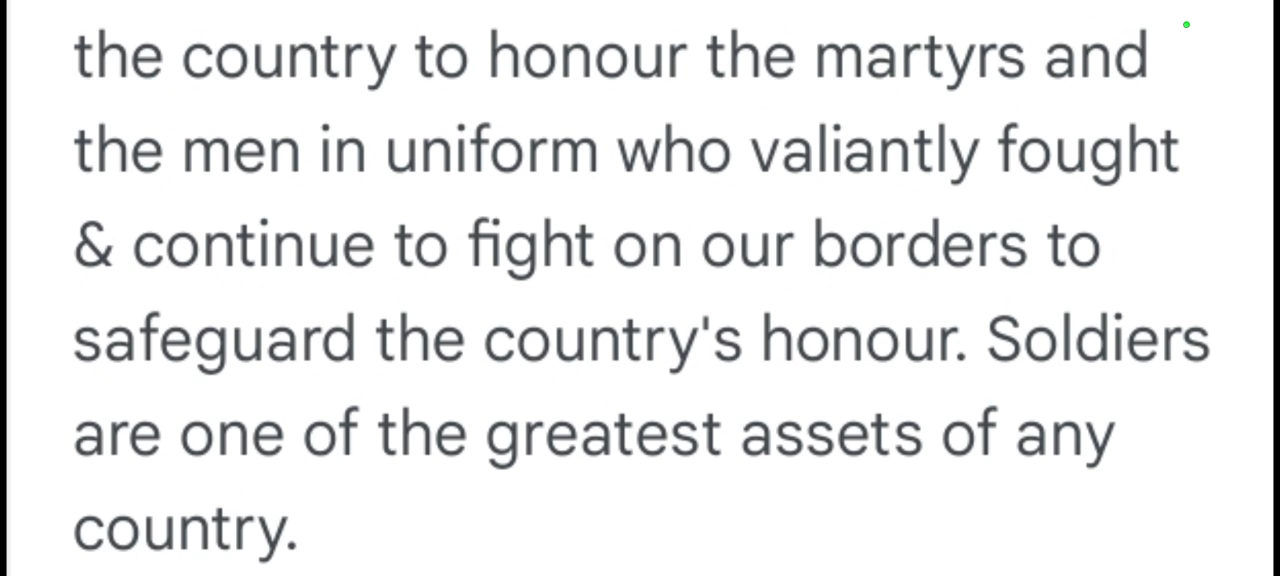 the country to honour the martyrs and
the men in uniform who valiantly fought
& continue to fight on our borders to
safeguard the country's honour. Soldiers
are one of the greatest assets of any
country.